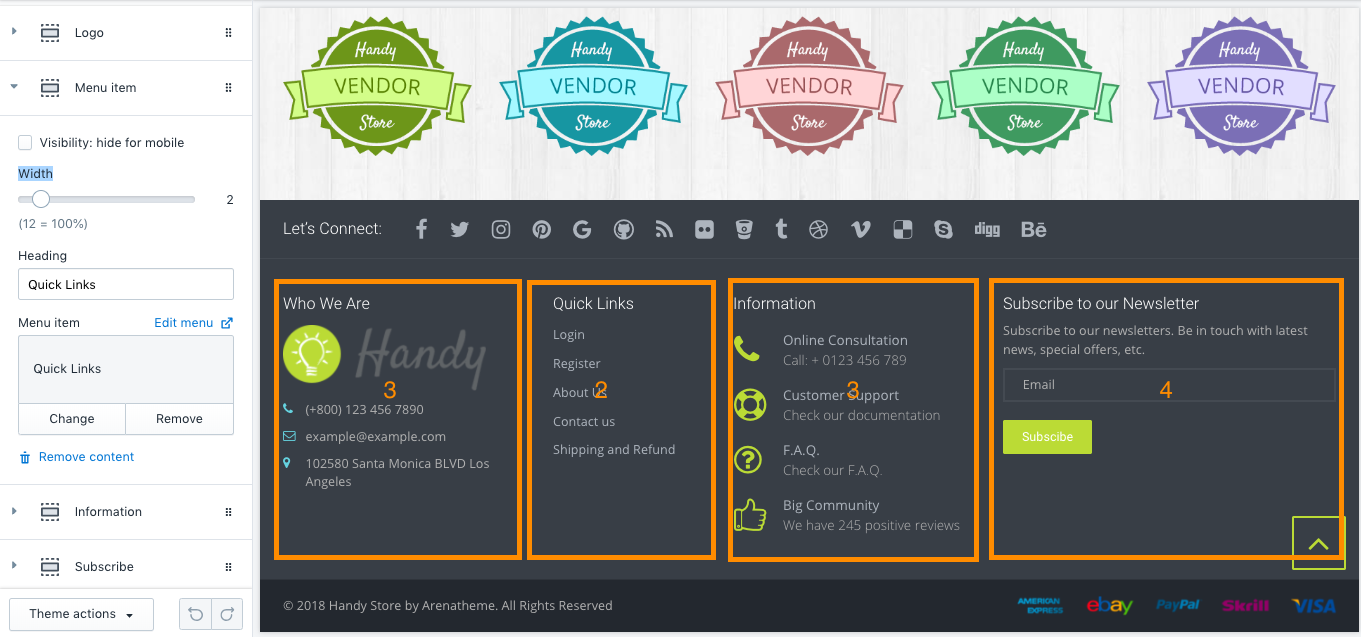 Logo
Menu item
Visibility: hide for mobile
Width
2
(12 = 100%)
Heading
Quick Links
Menu item Edit menu
Quick Links
Change Remove
Remove content
Information
Subscribe
Theme actions
Handy
VENDOR
Store
Handy
VENDOR
Store
Handy
VENDOR
Store
Handy
VENDOR
Store
Handy
VENDOR
Store
Let's Connect:
digg
Bē
Who We Are
Handy
3
(+800) 123 456 7890
example@example.com
102580 Santa Monica BLVD Los
Angeles
Quick Links
Login
Register
About Us
2
Contact us
Shipping and Refund
Information
Online Consultation
Call: + 0123 456 789
3
Customer Support
Check our documentation
F.A.Q.
Check our F.A.Q.
Big Community
We have 245 positive reviews
Subscribe to our Newsletter
Subscribe to our newsletters. Be in touch with latest
news, special offers, etc.
Email
4
Subscibe
© 2018 Handy Store by Arenatheme. All Rights Reserved
AMERICAN
EXPRESS
ebay
PayPal
Skrill
VISA